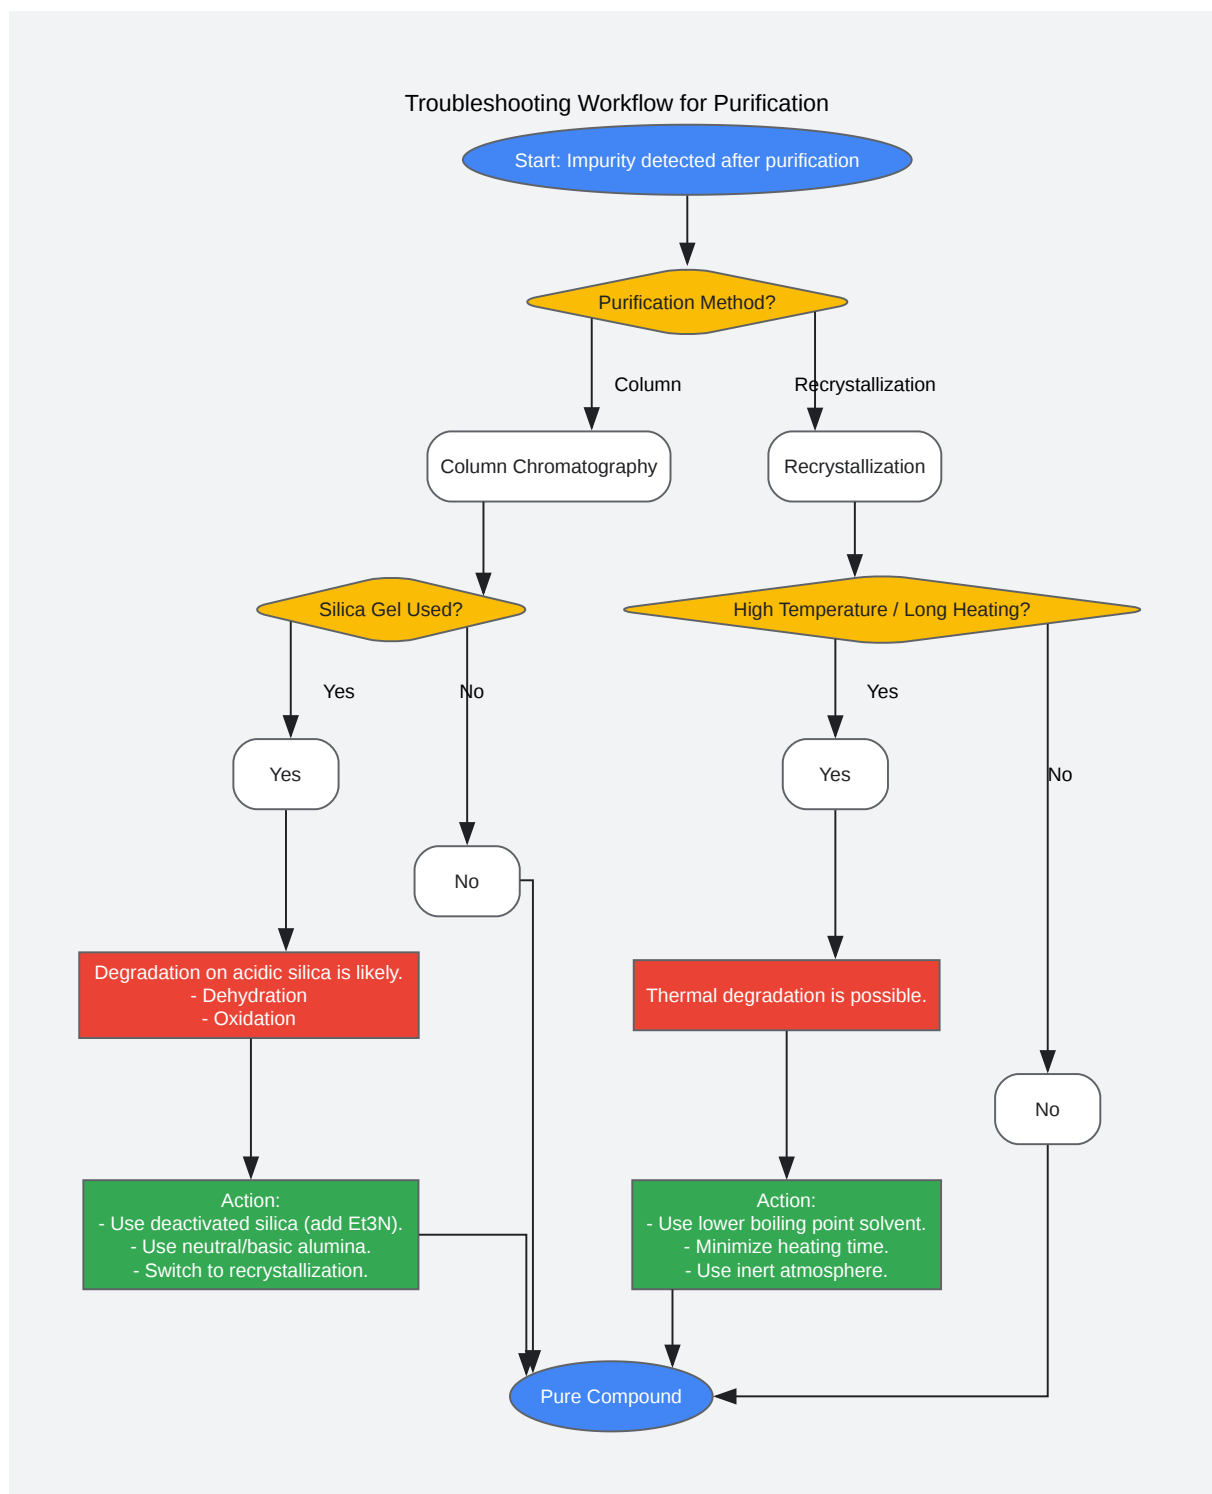 Troubleshooting Workflow for Purification
Start: Impurity detected after purification
Purification Method?
Column
Recrystallization
Column Chromatography
Recrystallization
Silica Gel Used?
High Temperature / Long Heating?
Yes
No
Yes
Yes
Yes
No
No
Degradation on acidic silica is likely.
- Dehydration
- Oxidation
Thermal degradation is possible.
No
Action:
- Use deactivated silica (add Et3N).
- Use neutral/basic alumina.
- Switch to recrystallization.
Action:
- Use lower boiling point solvent.
- Minimize heating time.
- Use inert atmosphere.
Pure Compound